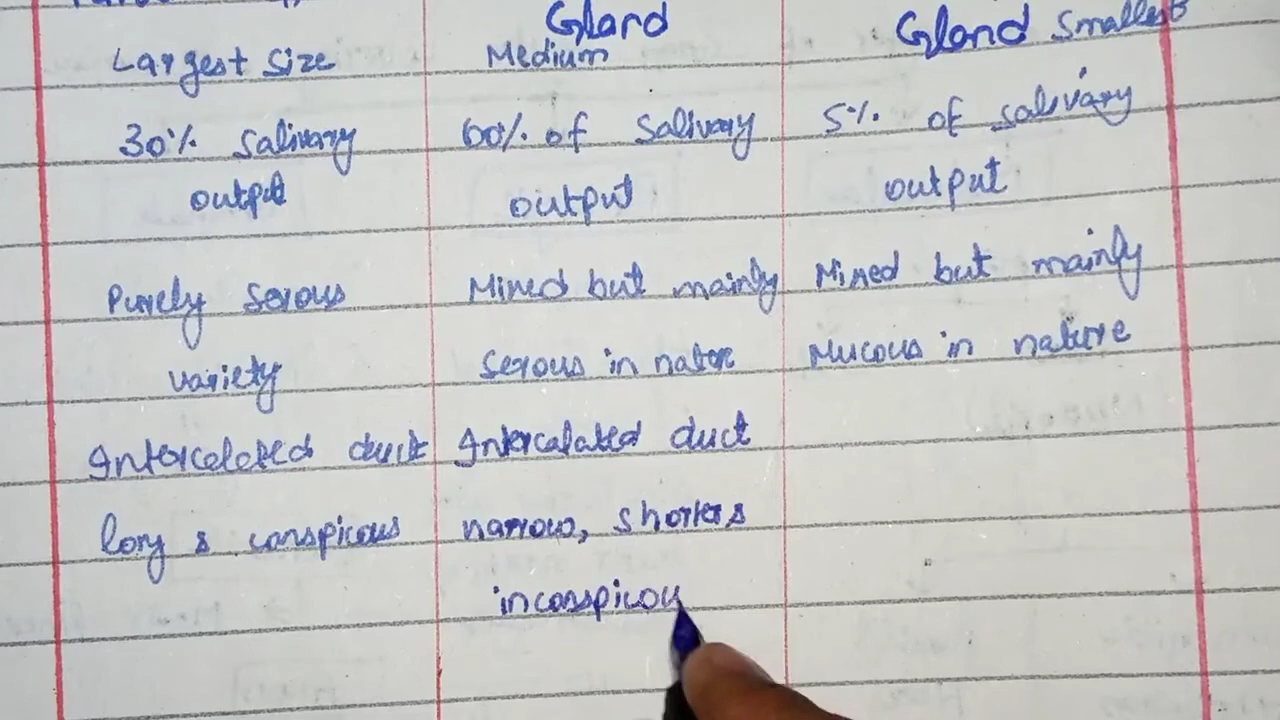 Gland
Gland Smallest
Largest Size
Medium
30% Salivary
60% of Salivary
5% of salivary
output
output
output
Purely Serous
Mixed but mainly
Mixed but mainly
variety
Serous in nature
Mucous in nature
Intercaleted duct
Intercalated duct
long & conspicous
narrow, short &
inconspicou